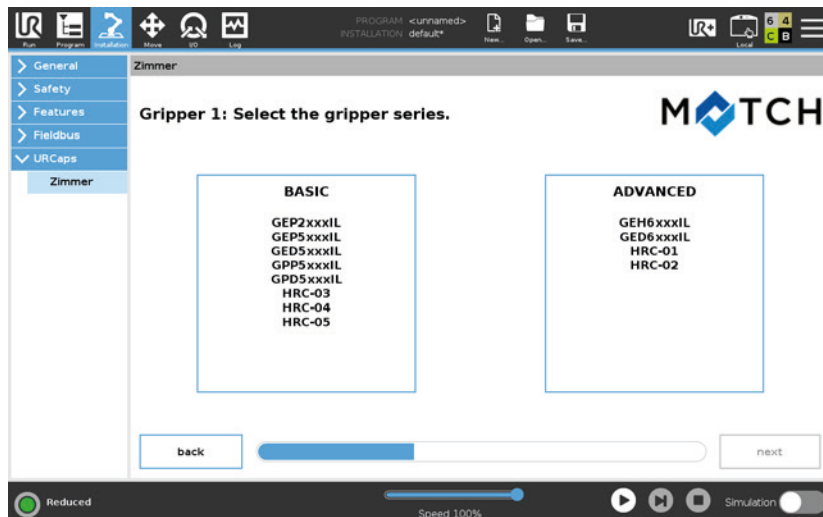 UR
PROGRAM <unnamed>
INSTALLATION default*
UR+
6 4
C B
Run Program Installation Move I/O Log New... Open... Save... Local
General
Zimmer
Safety
Features
Fieldbus
URCaps
Zimmer
Gripper 1: Select the gripper series.
MATCH
BASIC
GEP2xxxIL
GEP5xxxIL
GED5xxxIL
GPP5xxxIL
GPD5xxxIL
HRC-03
HRC-04
HRC-05
ADVANCED
GEH6xxxIL
GED6xxxIL
HRC-01
HRC-02
back
next
Reduced
Speed 100%
Simulation